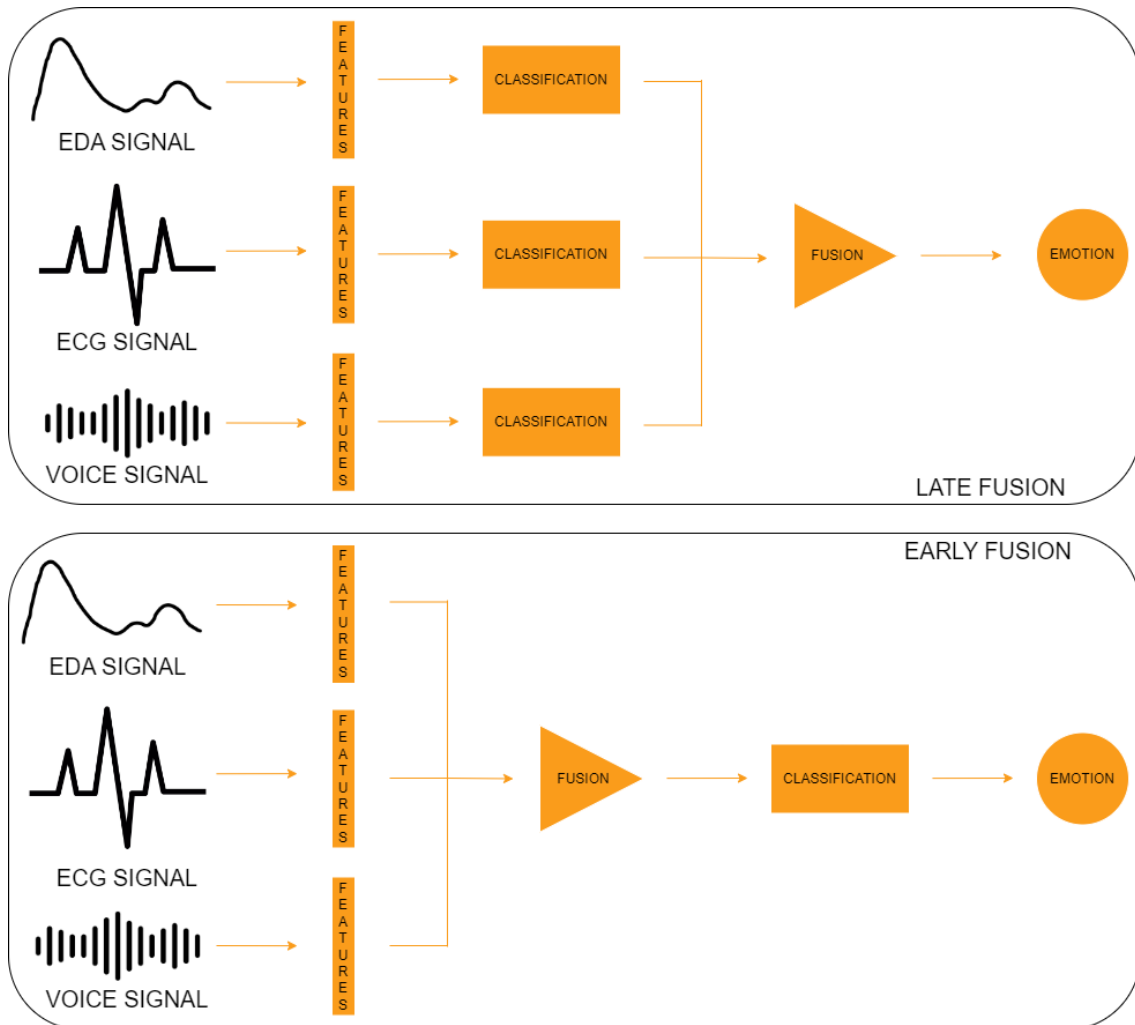 FEATURES
CLASSIFICATION
EDA SIGNAL
FEATURES
CLASSIFICATION
FUSION
EMOTION
ECG SIGNAL
FEATURES
CLASSIFICATION
VOICE SIGNAL
LATE FUSION
EARLY FUSION
FEATURES
EDA SIGNAL
FEATURES
FUSION
CLASSIFICATION
EMOTION
ECG SIGNAL
FEATURES
VOICE SIGNAL